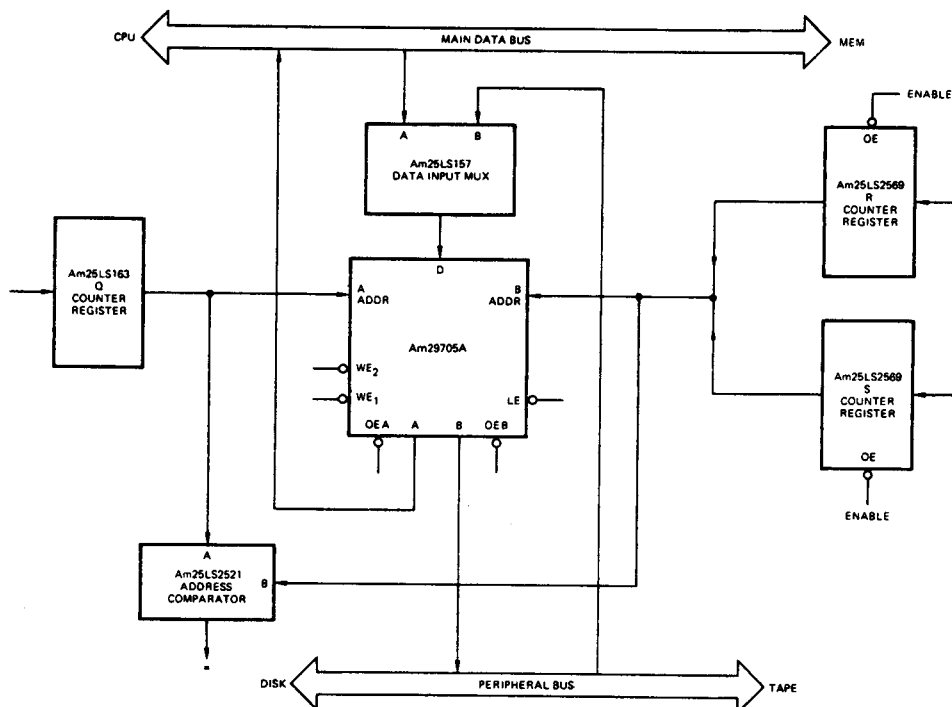 CPU
MAIN DATA BUS
MEM
ENABLE
A
B
Am25LS157
DATA INPUT MUX
OE
Am25LS2569
R
COUNTER
REGISTER
Am25LS163
Q
COUNTER
REGISTER
D
A
ADDR
B
ADDR
Am29705A
WE2
WE1
LE
OEA
A
B
OEB
Am25LS2569
S
COUNTER
REGISTER
OE
ENABLE
A
Am25LS2521
ADDRESS
COMPARATOR
B
=
DISK
PERIPHERAL BUS
TAPE